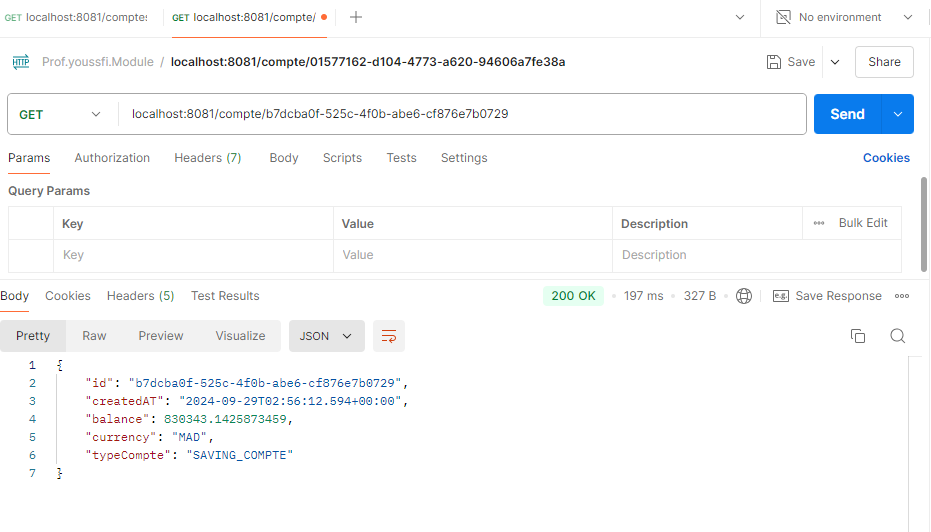 GET localhost:8081/comptes
GET localhost:8081/compte/
No environment
HTTP Prof.youssfi.Module / localhost:8081/compte/01577162-d104-4773-a620-94606a7fe38a
Save
Share
GET localhost:8081/compte/b7dcba0f-525c-4f0b-abe6-cf876e7b0729
Send
Params Authorization Headers (7) Body Scripts Tests Settings Cookies
Query Params
Key Value Description Bulk Edit
Key Value Description
Body Cookies Headers (5) Test Results 200 OK 197 ms 327 B e.g. Save Response
Pretty Raw Preview Visualize JSON
1 {
2 "id": "b7dcba0f-525c-4f0b-abe6-cf876e7b0729",
3 "createdAT": "2024-09-29T02:56:12.594+00:00",
4 "balance": 830343.1425873459,
5 "currency": "MAD",
6 "typeCompte": "SAVING_COMPTE"
7 }